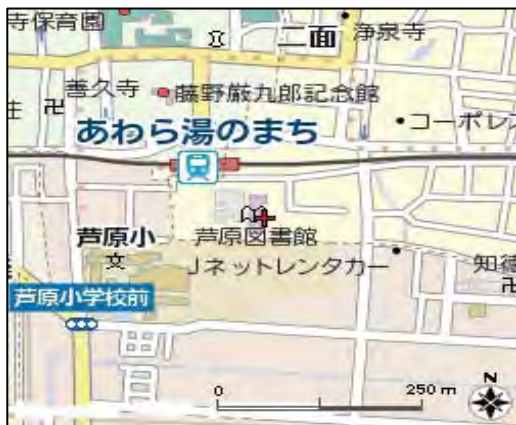 寺保育園
二面
浄泉寺
善久寺
藤野厳九郎記念館
住
コーポレス
あわら湯のまち
芦原小
文
芦原図書館
Jネットレンタカー
知徳
芦原小学校前
0
250 m
N